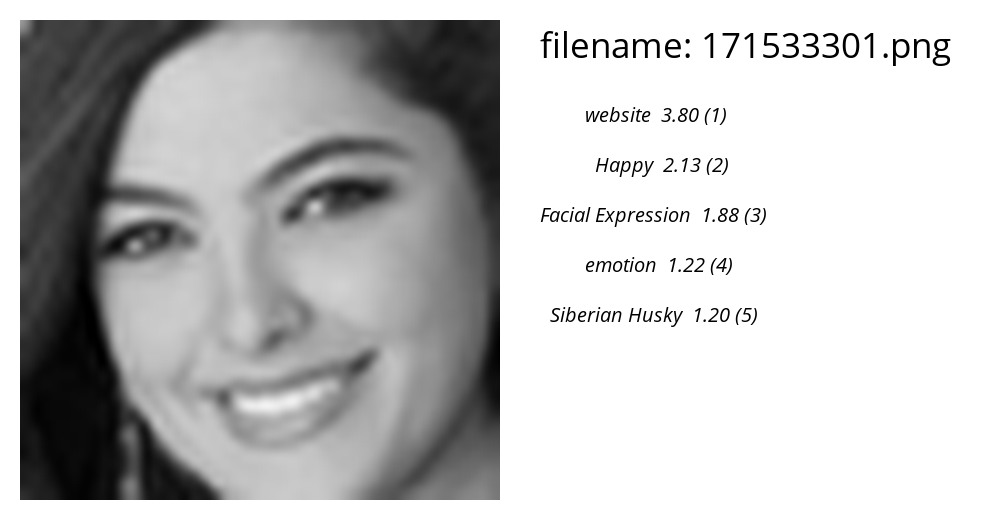 filename: 171533301.png
website 3.80 (1)
Happy 2.13 (2)
Facial Expression 1.88 (3)
emotion 1.22 (4)
Siberian Husky 1.20 (5)